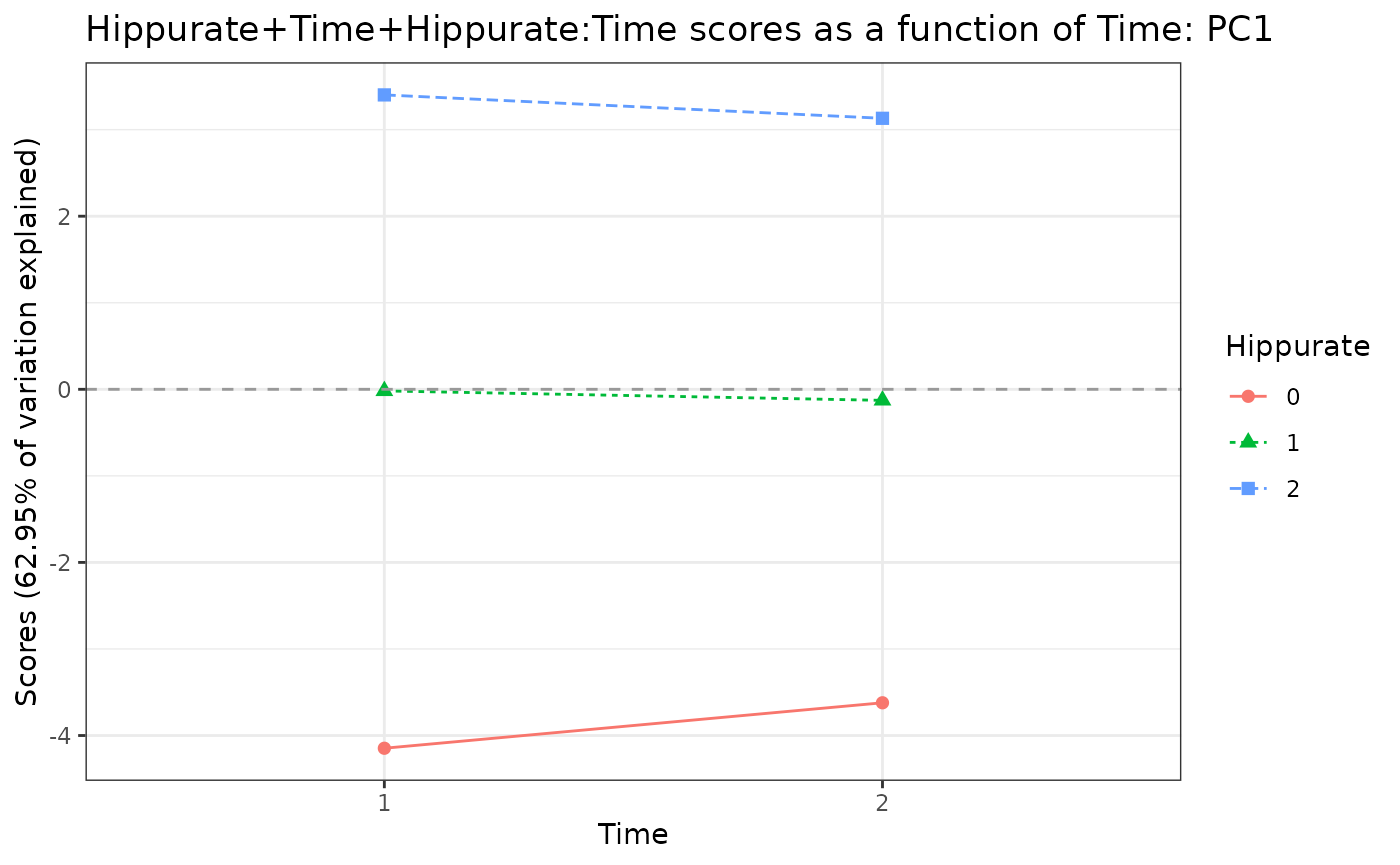 Hippurate+Time+Hippurate:Time scores as a function of Time: PC1
Scores (62.95% of variation explained)
2
0
-2
-4
1
2
Time
Hippurate
0
1
2